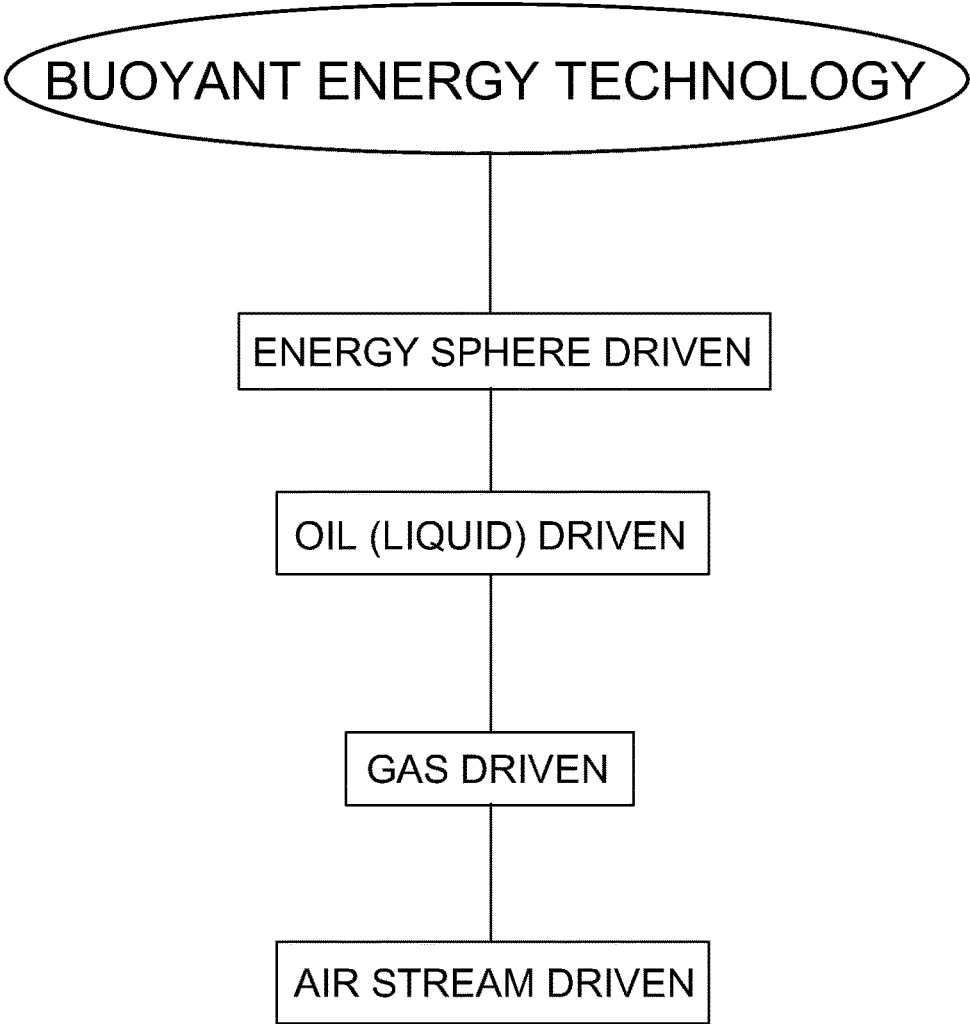 BUOYANT ENERGY TECHNOLOGY
ENERGY SPHERE DRIVEN
OIL (LIQUID) DRIVEN
GAS DRIVEN
AIR STREAM DRIVEN